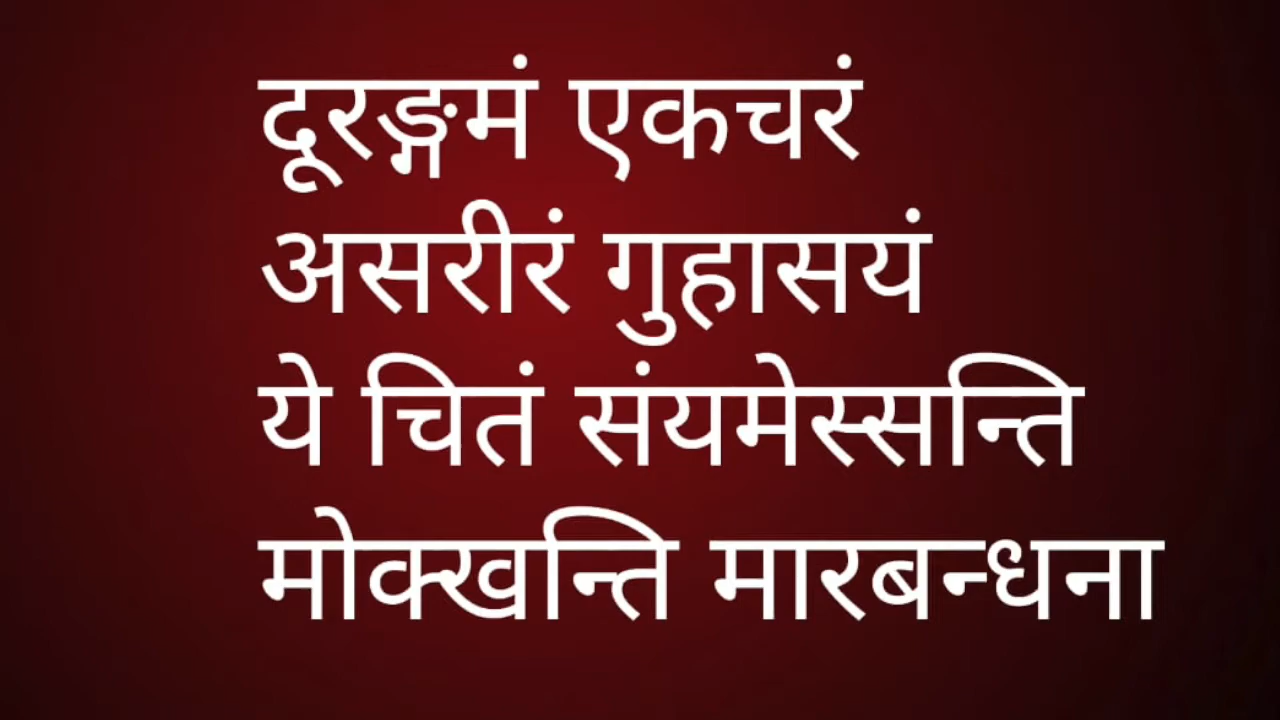 दूरङ्गमं एकचरं
असरीरं गुहासयं
ये चितं संयमेस्सन्ति
मोक्खन्ति मारबन्धना